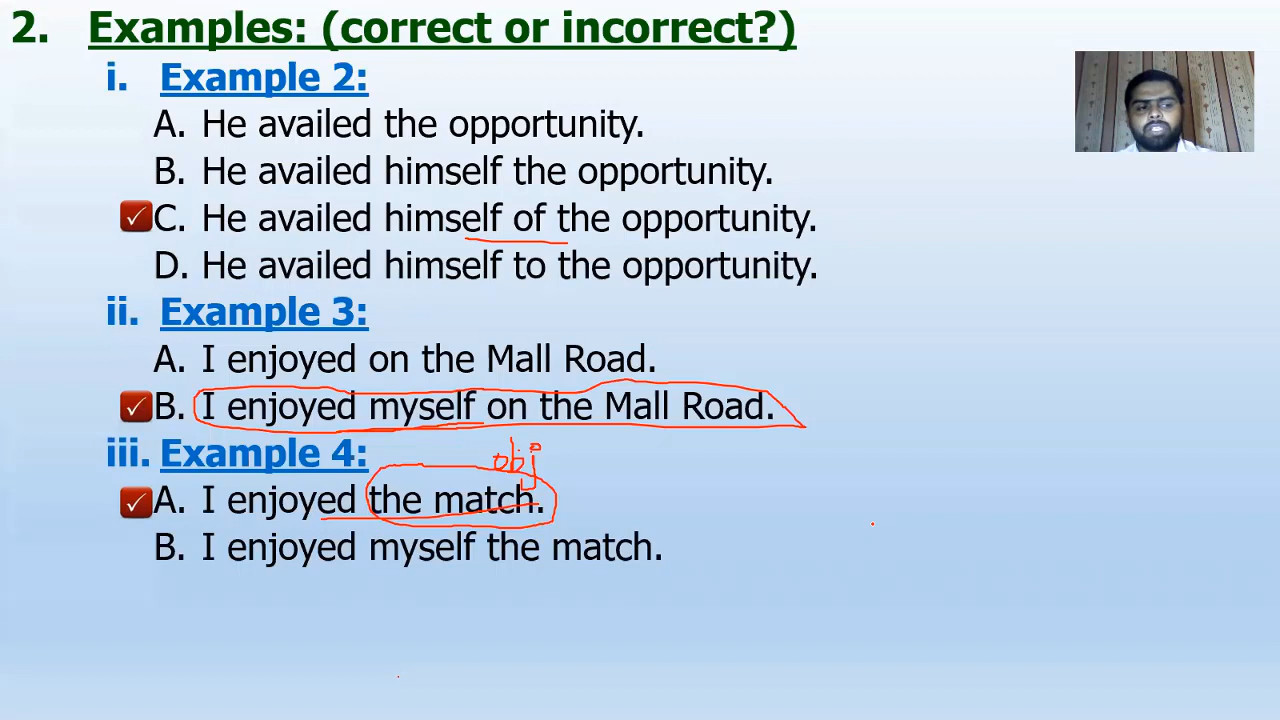 2. Examples: (correct or incorrect?)
i. Example 2:
A. He availed the opportunity.
B. He availed himself the opportunity.
C. He availed himself of the opportunity.
D. He availed himself to the opportunity.
ii. Example 3:
A. I enjoyed on the Mall Road.
B. I enjoyed myself on the Mall Road.
iii. Example 4:
obj
A. I enjoyed the match.
B. I enjoyed myself the match.